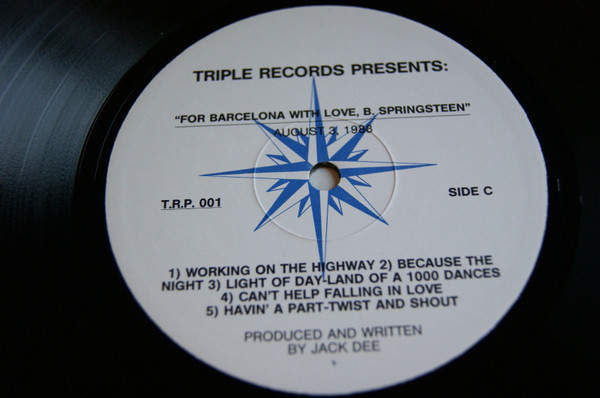 TRIPLE RECORDS PRESENTS:
"FOR BARCELONA WITH LOVE, B. SPRINGSTEEN"
AUGUST 3, 1988
T.R.P. 001
SIDE C
1) WORKING ON THE HIGHWAY 2) BECAUSE THE
NIGHT 3) LIGHT OF DAY-LAND OF A 1000 DANCES
4) CAN'T HELP FALLING IN LOVE
5) HAVIN' A PART-TWIST AND SHOUT
PRODUCED AND WRITTEN
BY JACK DEE